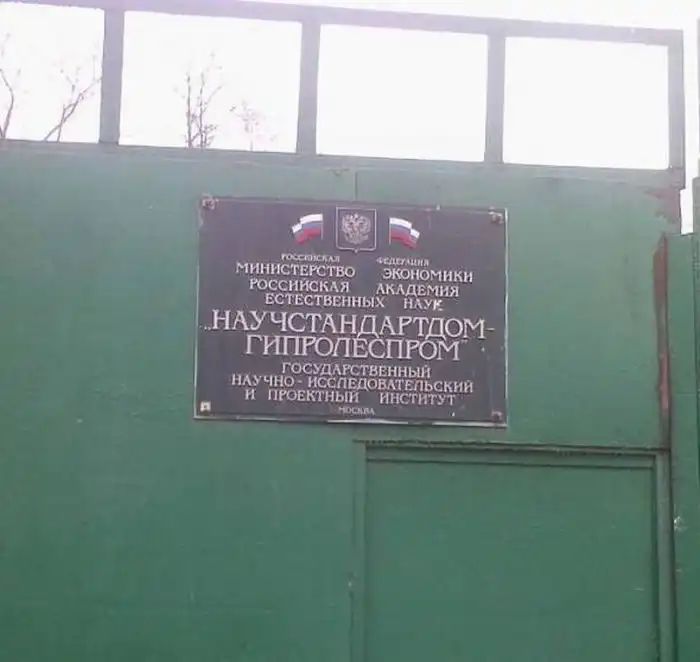 РОССИЙСКАЯ ФЕДЕРАЦИЯ
МИНИСТЕРСТВО ЭКОНОМИКИ
РОССИЙСКАЯ АКАДЕМИЯ
ЕСТЕСТВЕННЫХ НАУК
„НАУЧСТАНДАРТДОМ-
ГИПРОЛЕСПРОМ"
ГОСУДАРСТВЕННЫЙ
НАУЧНО-ИССЛЕДОВАТЕЛЬСКИЙ
И ПРОЕКТНЫЙ ИНСТИТУТ
МОСКВА